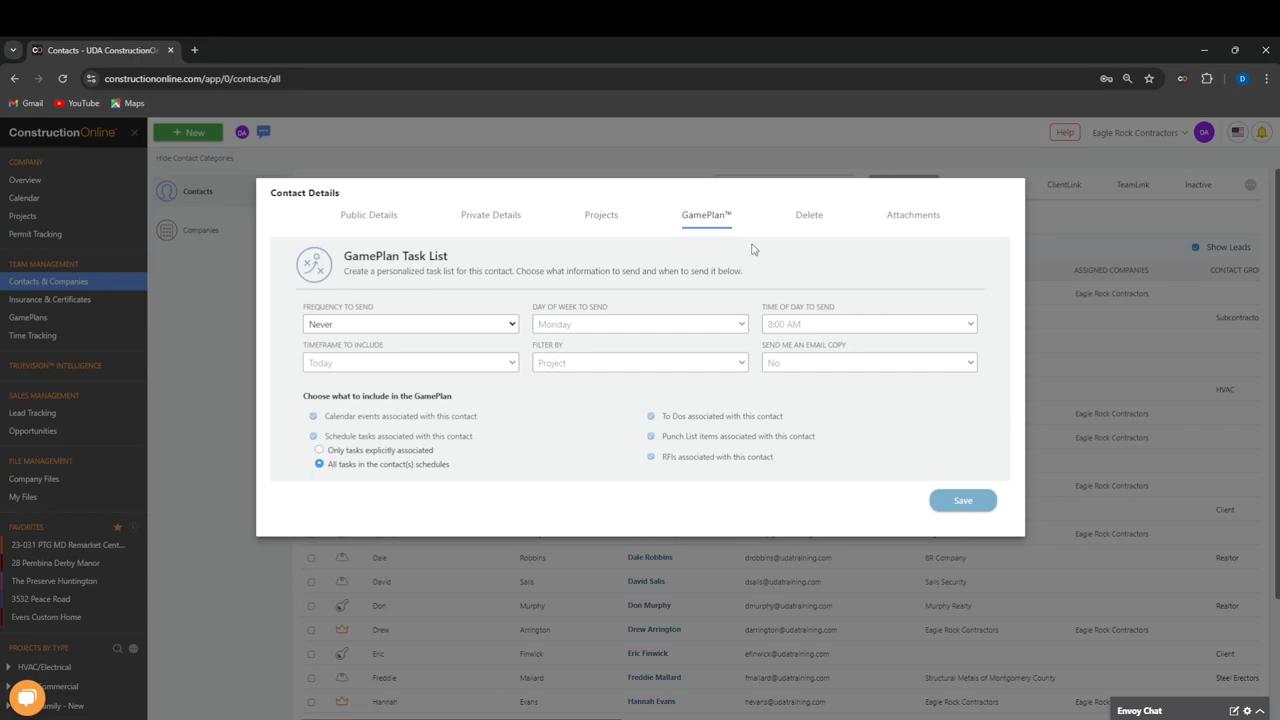 Contacts - UDA ConstructionO
constructiononline.com/app/0/contacts/all
D
Gmail
YouTube
Maps
ConstructionOnline™
+ New
DA
Help
Eagle Rock Contractors
DA
Hide Contact Categories
Contacts
Companies
COMPANY
Overview
Calendar
Projects
Permit Tracking
TEAM MANAGEMENT
Contacts & Companies
Insurance & Certificates
GamePlans
Time Tracking
TRUEVISION™ INTELLIGENCE
SALES MANAGEMENT
Lead Tracking
Opportunities
FILE MANAGEMENT
Company Files
My Files
FAVORITES
23-031 PTG MD Remarket Cent...
28 Pembina Derby Manor
The Preserve Huntington
3532 Peace Road
Evers Custom Home
PROJECTS BY TYPE
HVAC/Electrical
ommercial
amily - New
ClientLink TeamLink Inactive
Show Leads
ASSIGNED COMPANIES CONTACT GRO
Eagle Rock Contractors
Subcontracto
HVAC
Eagle Rock Contractors
Eagle Rock Contractors
Eagle Rock Contractors
Client
Eagle Rock Contractors
Contact Details
Public Details Private Details Projects GamePlan™ Delete Attachments
GamePlan Task List
Create a personalized task list for this contact. Choose what information to send and when to send it below.
FREQUENCY TO SEND DAY OF WEEK TO SEND TIME OF DAY TO SEND
Never Monday 8:00 AM
TIMEFRAME TO INCLUDE FILTER BY SEND ME AN EMAIL COPY
Today Project No
Choose what to include in the GamePlan
Calendar events associated with this contact To Dos associated with this contact
Schedule tasks associated with this contact Punch List items associated with this contact
Only tasks explicitly associated
RFIs associated with this contact
All tasks in the contact(s) schedules
Save
Dale Robbins Dale Robbins drobbins@udatraining.com BR Company Realtor
David Salis David Salis dsalis@udatraining.com Salis Security
Don Murphy Don Murphy dmurphy@udatraining.com Murphy Realty Realtor
Drew Arrington Drew Arrington darrington@udatraining.com Eagle Rock Contractors Eagle Rock Contractors
Eric Finwick Eric Finwick efinwick@udatraining.com Client
Freddie Mallard Freddie Mallard fmallard@udatraining.com Structural Metals of Montgomery County Steel Erectors
Hannah Evans Hannah Evans hevans@udatraining.com Eagle Rock Contractors Eagle Rock Contractors
Envoy Chat